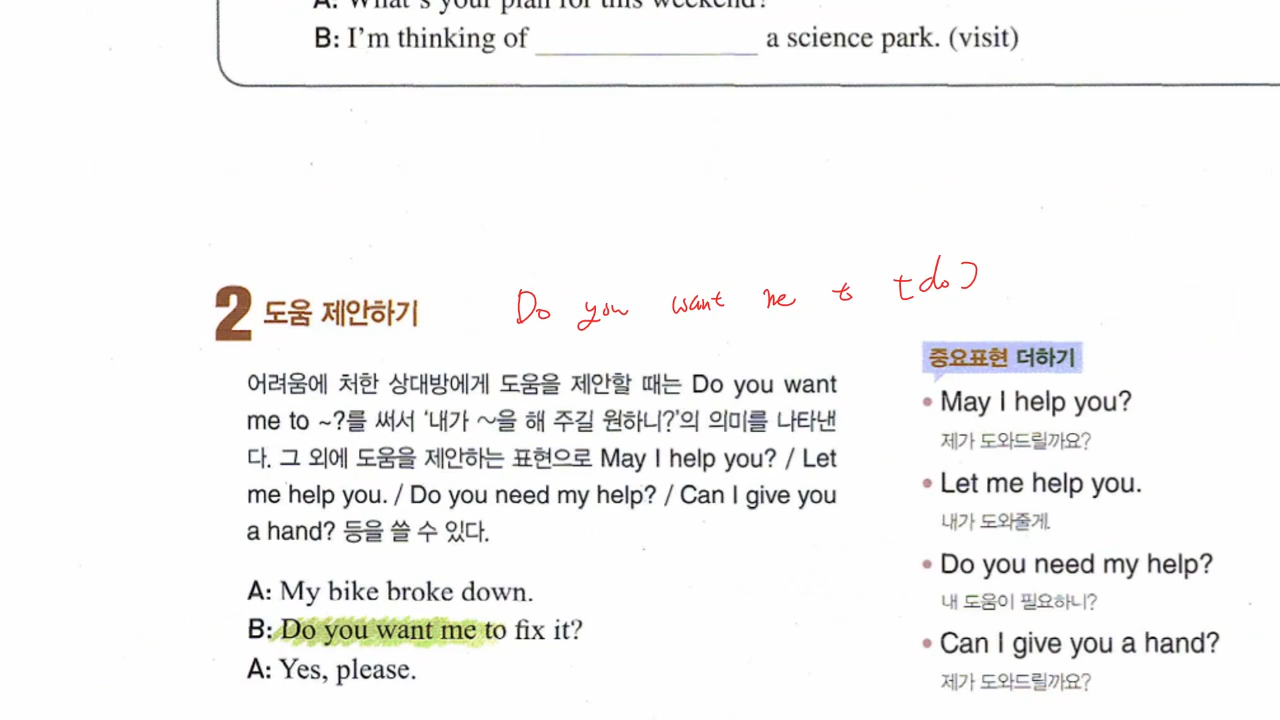 A: What's your plan for this weekend?
B: I'm thinking of ____________ a science park. (visit)
2 도움 제안하기
Do you want me to (do)
어려움에 처한 상대방에게 도움을 제안할 때는 Do you want
me to ~?를 써서 '내가 ~을 해 주길 원하니?'의 의미를 나타낸
다. 그 외에 도움을 제안하는 표현으로 May I help you? / Let
me help you. / Do you need my help? / Can I give you
a hand? 등을 쓸 수 있다.
A: My bike broke down.
B: Do you want me to fix it?
A: Yes, please.
중요표현 더하기
• May I help you?
제가 도와드릴까요?
• Let me help you.
내가 도와줄게.
• Do you need my help?
내 도움이 필요하니?
• Can I give you a hand?
제가 도와드릴까요?